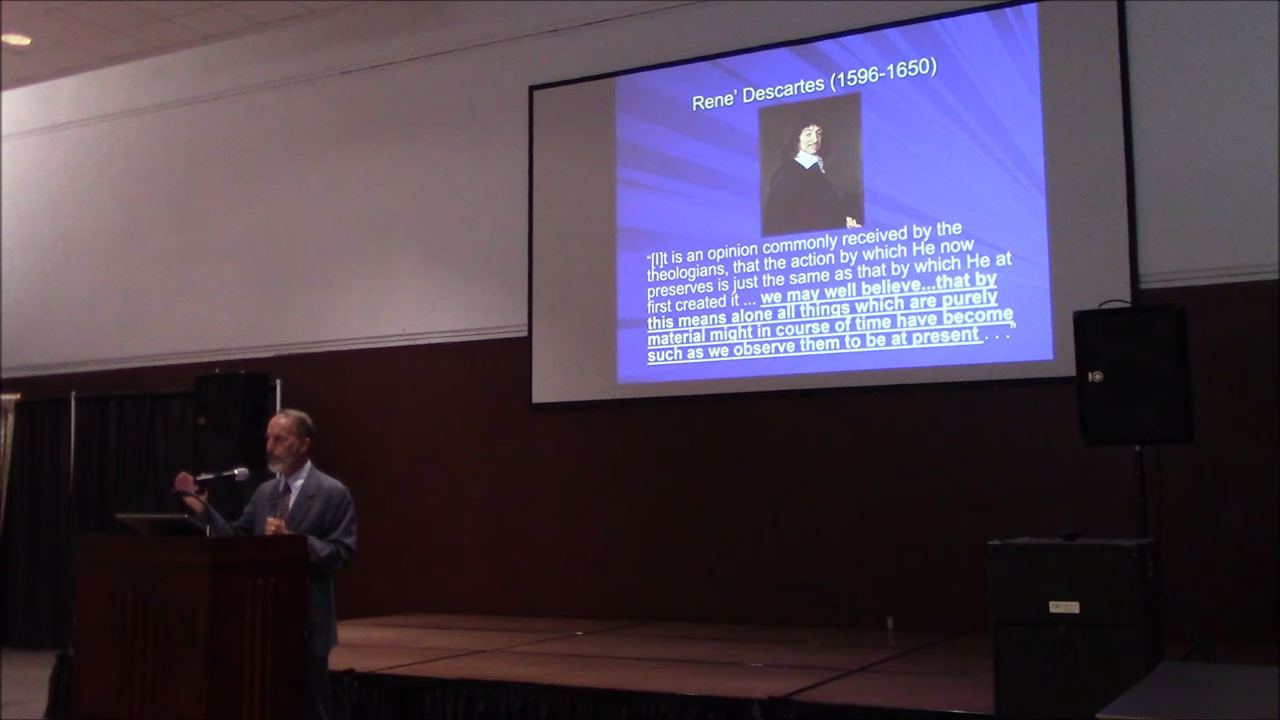 Rene' Descartes (1596-1650)
“[I]t is an opinion commonly received by the
theologians, that the action by which He now
preserves is just the same as that by which He at
first created it ... we may well believe...that by
this means alone all things which are purely
material might in course of time have become
such as we observe them to be at present . . .”